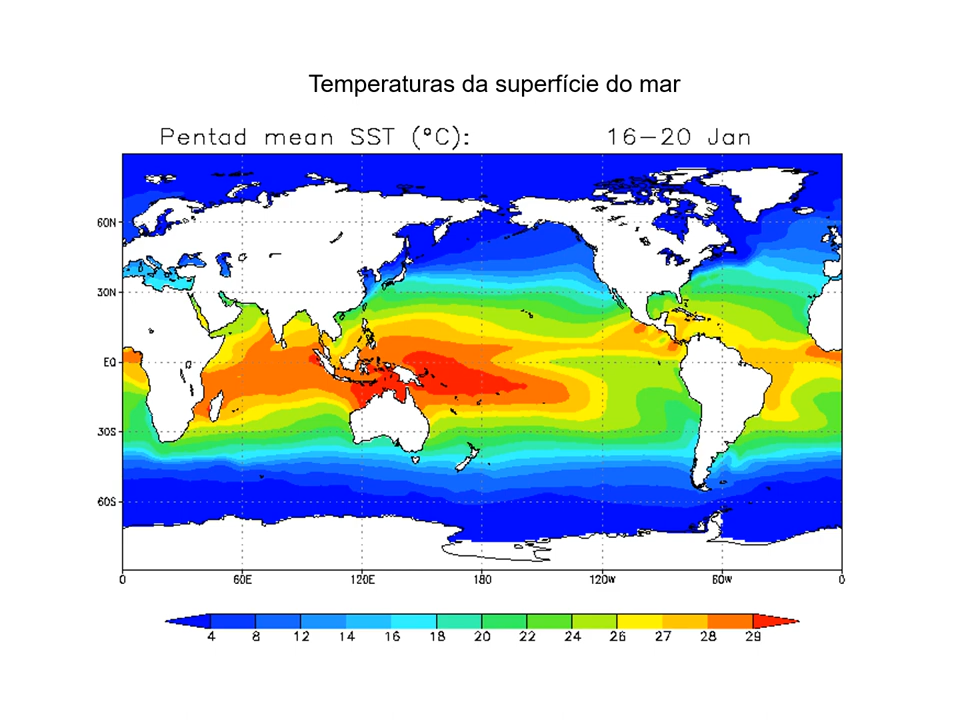 Temperaturas da superfície do mar
Pentad mean SST (°C): 16-20 Jan
60N
30N
EQ
30S
60S
0 60E 120E 180 120W 60W 0
4 8 12 14 16 18 20 22 24 26 27 28 29